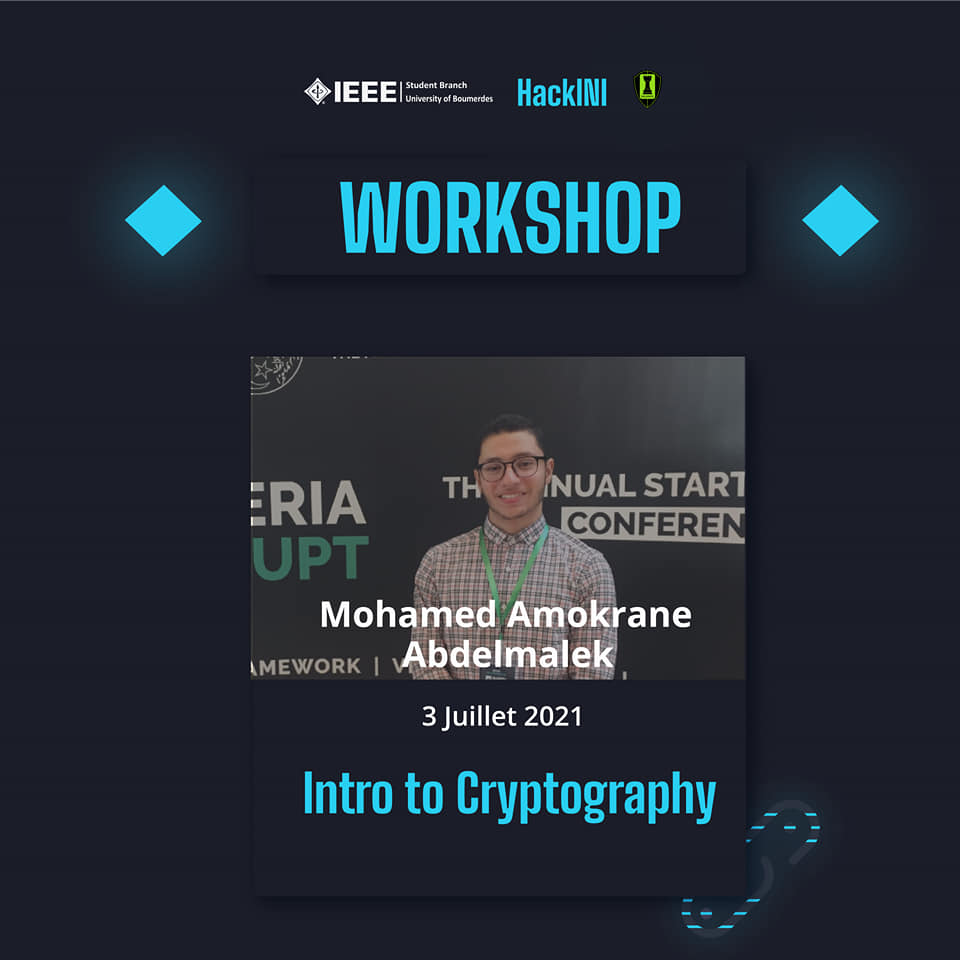 IEEE
Student Branch
University of Boumerdes
HackINI
WORKSHOP
ERIA
UPT
THE ANNUAL START
CONFEREN
AMEWORK | V
Mohamed Amokrane
Abdelmalek
3 Juillet 2021
Intro to Cryptography